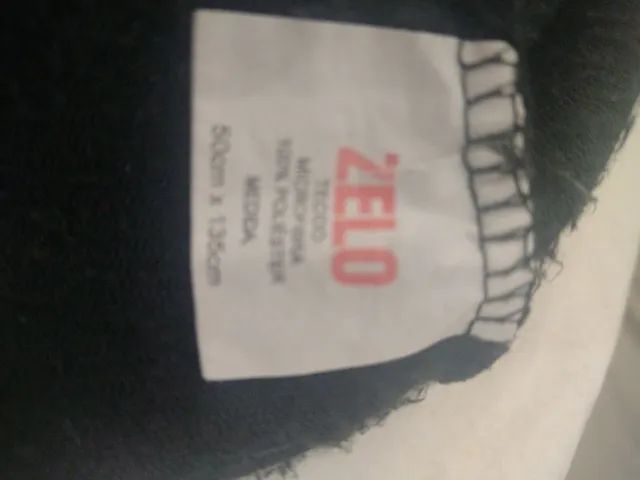 ZELO
TECIDO
MICROFIBRA
100% POLIÉSTER
MEDIDA
50cm x 135cm